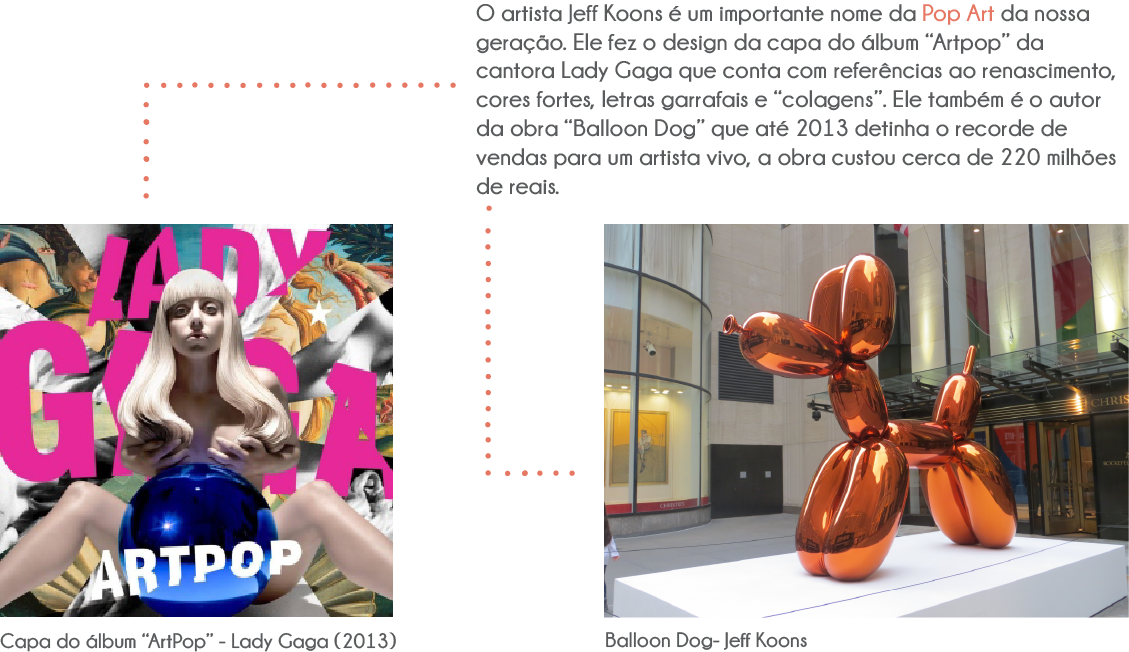 O artista Jeff Koons é um importante nome da Pop Art da nossa
geração. Ele fez o design da capa do álbum “Artpop” da
cantora Lady Gaga que conta com referências ao renascimento,
cores fortes, letras garrafais e “colagens”. Ele também é o autor
da obra “Balloon Dog” que até 2013 detinha o recorde de
vendas para um artista vivo, a obra custou cerca de 220 milhões
de reais.
LADY
GAGA
ARTPOP
CHRISTIE
CHRIS
Capa do álbum “ArtPop” - Lady Gaga (2013)
Balloon Dog- Jeff Koons